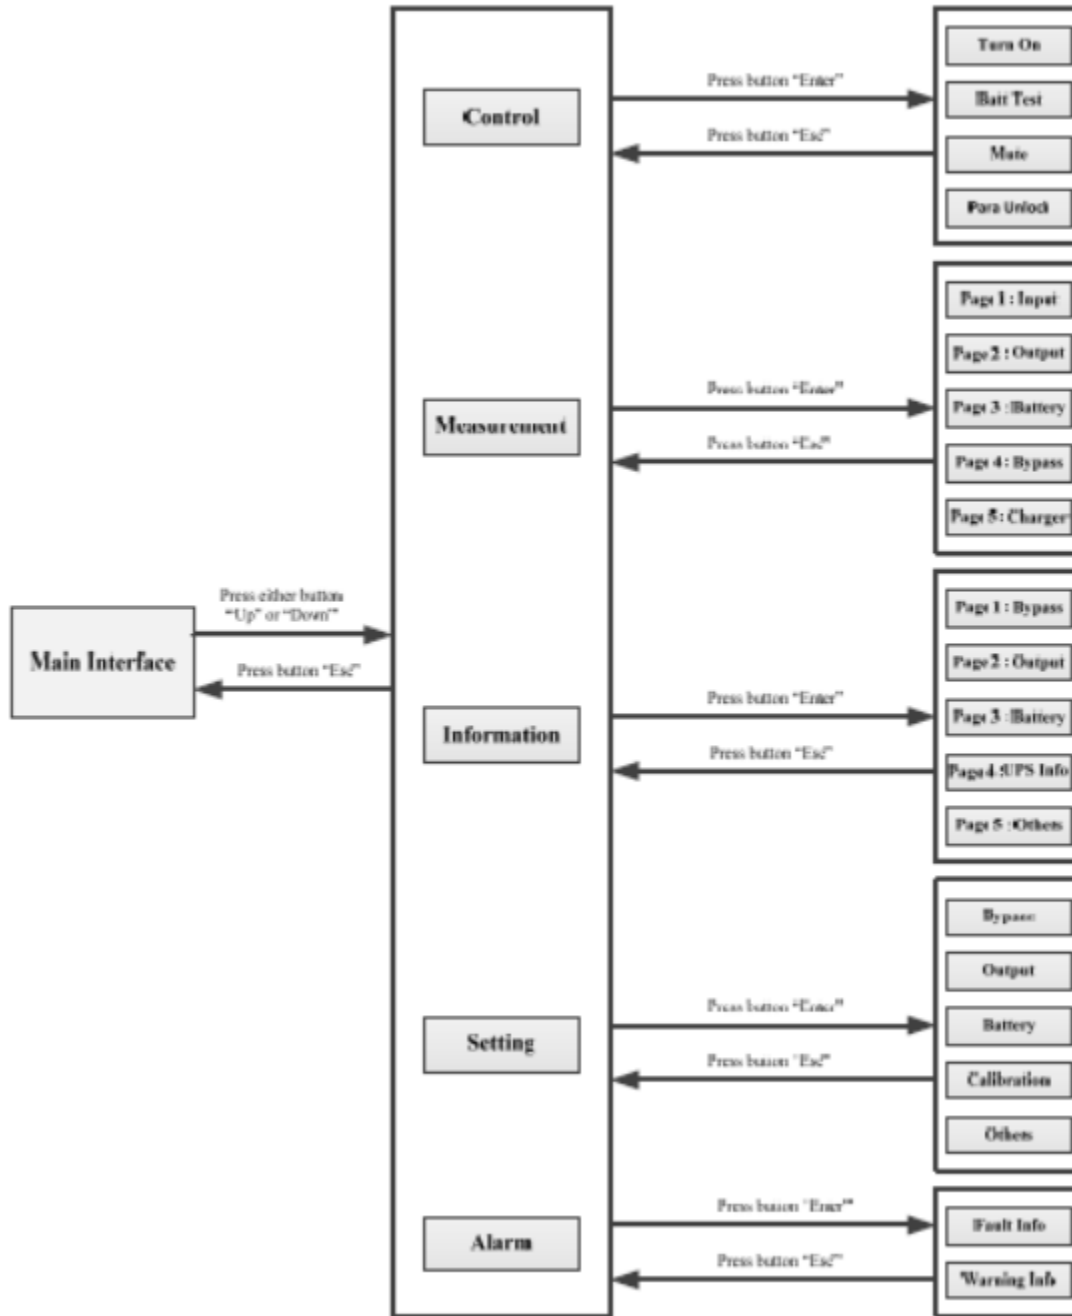 Main Interface
Press either button
“Up” or “Down”
Press button “Esc”
Control
Press button “Enter”
Press button “Esc”
Turn On
Batt Test
Mute
Para Unlock
Measurement
Press button “Enter”
Press button “Esc”
Page 1 : Input
Page 2 : Output
Page 3 : Battery
Page 4 : Bypass
Page 5 : Charger
Information
Press button “Enter”
Press button “Esc”
Page 1 : Bypass
Page 2 : Output
Page 3 : Battery
Page 4 : UPS Info
Page 5 : Others
Setting
Press button “Enter”
Press button “Esc”
Bypass
Output
Battery
Calibration
Others
Alarm
Press button “Enter”
Press button “Esc”
Fault Info
Warning Info